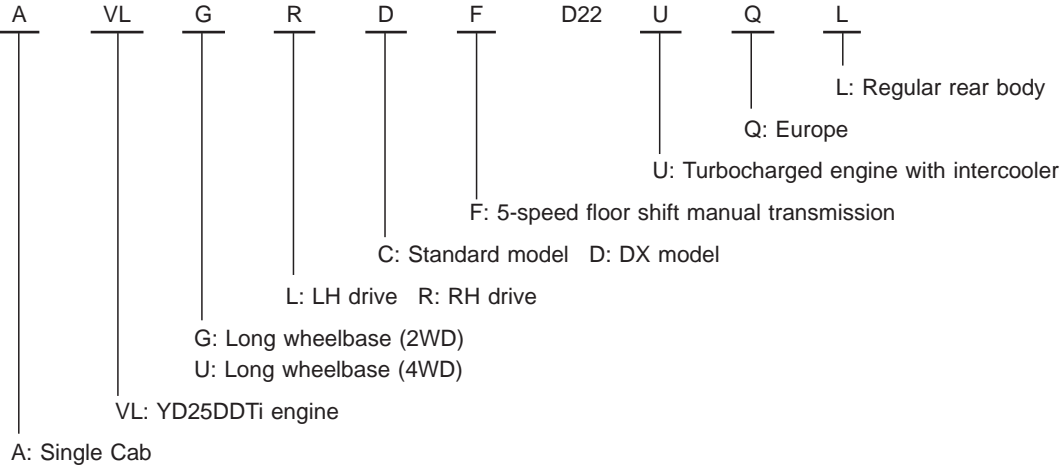 A VL G R D F D22 U Q L
L: Regular rear body
Q: Europe
U: Turbocharged engine with intercooler
F: 5-speed floor shift manual transmission
C: Standard model D: DX model
L: LH drive R: RH drive
G: Long wheelbase (2WD)
U: Long wheelbase (4WD)
VL: YD25DDTi engine
A: Single Cab